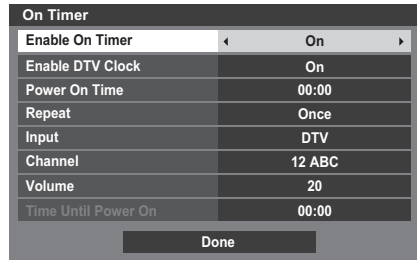 On Timer
Enable On Timer On
Enable DTV Clock On
Power On Time 00:00
Repeat Once
Input DTV
Channel 12 ABC
Volume 20
Time Until Power On 00:00
Done